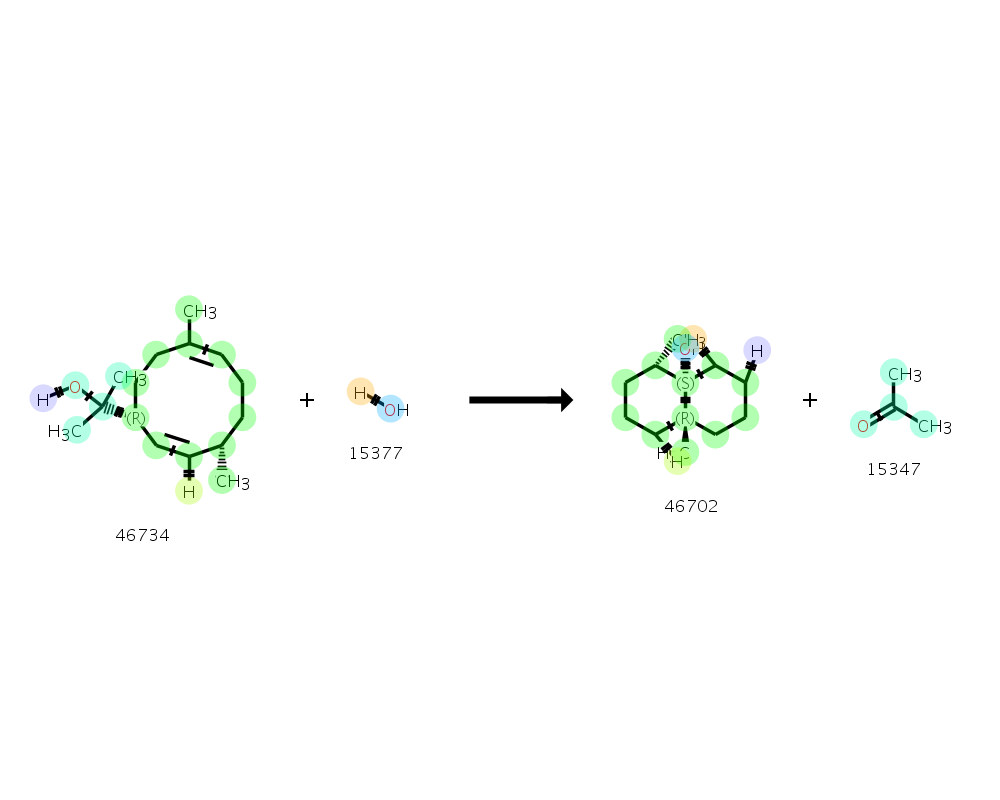 CH3
CH3
O
H
(R)
H3C
CH3
H
46734
+
H
OH
15377
CH3
H
(S)
(R)
H
46702
+
CH3
O
CH3
15347